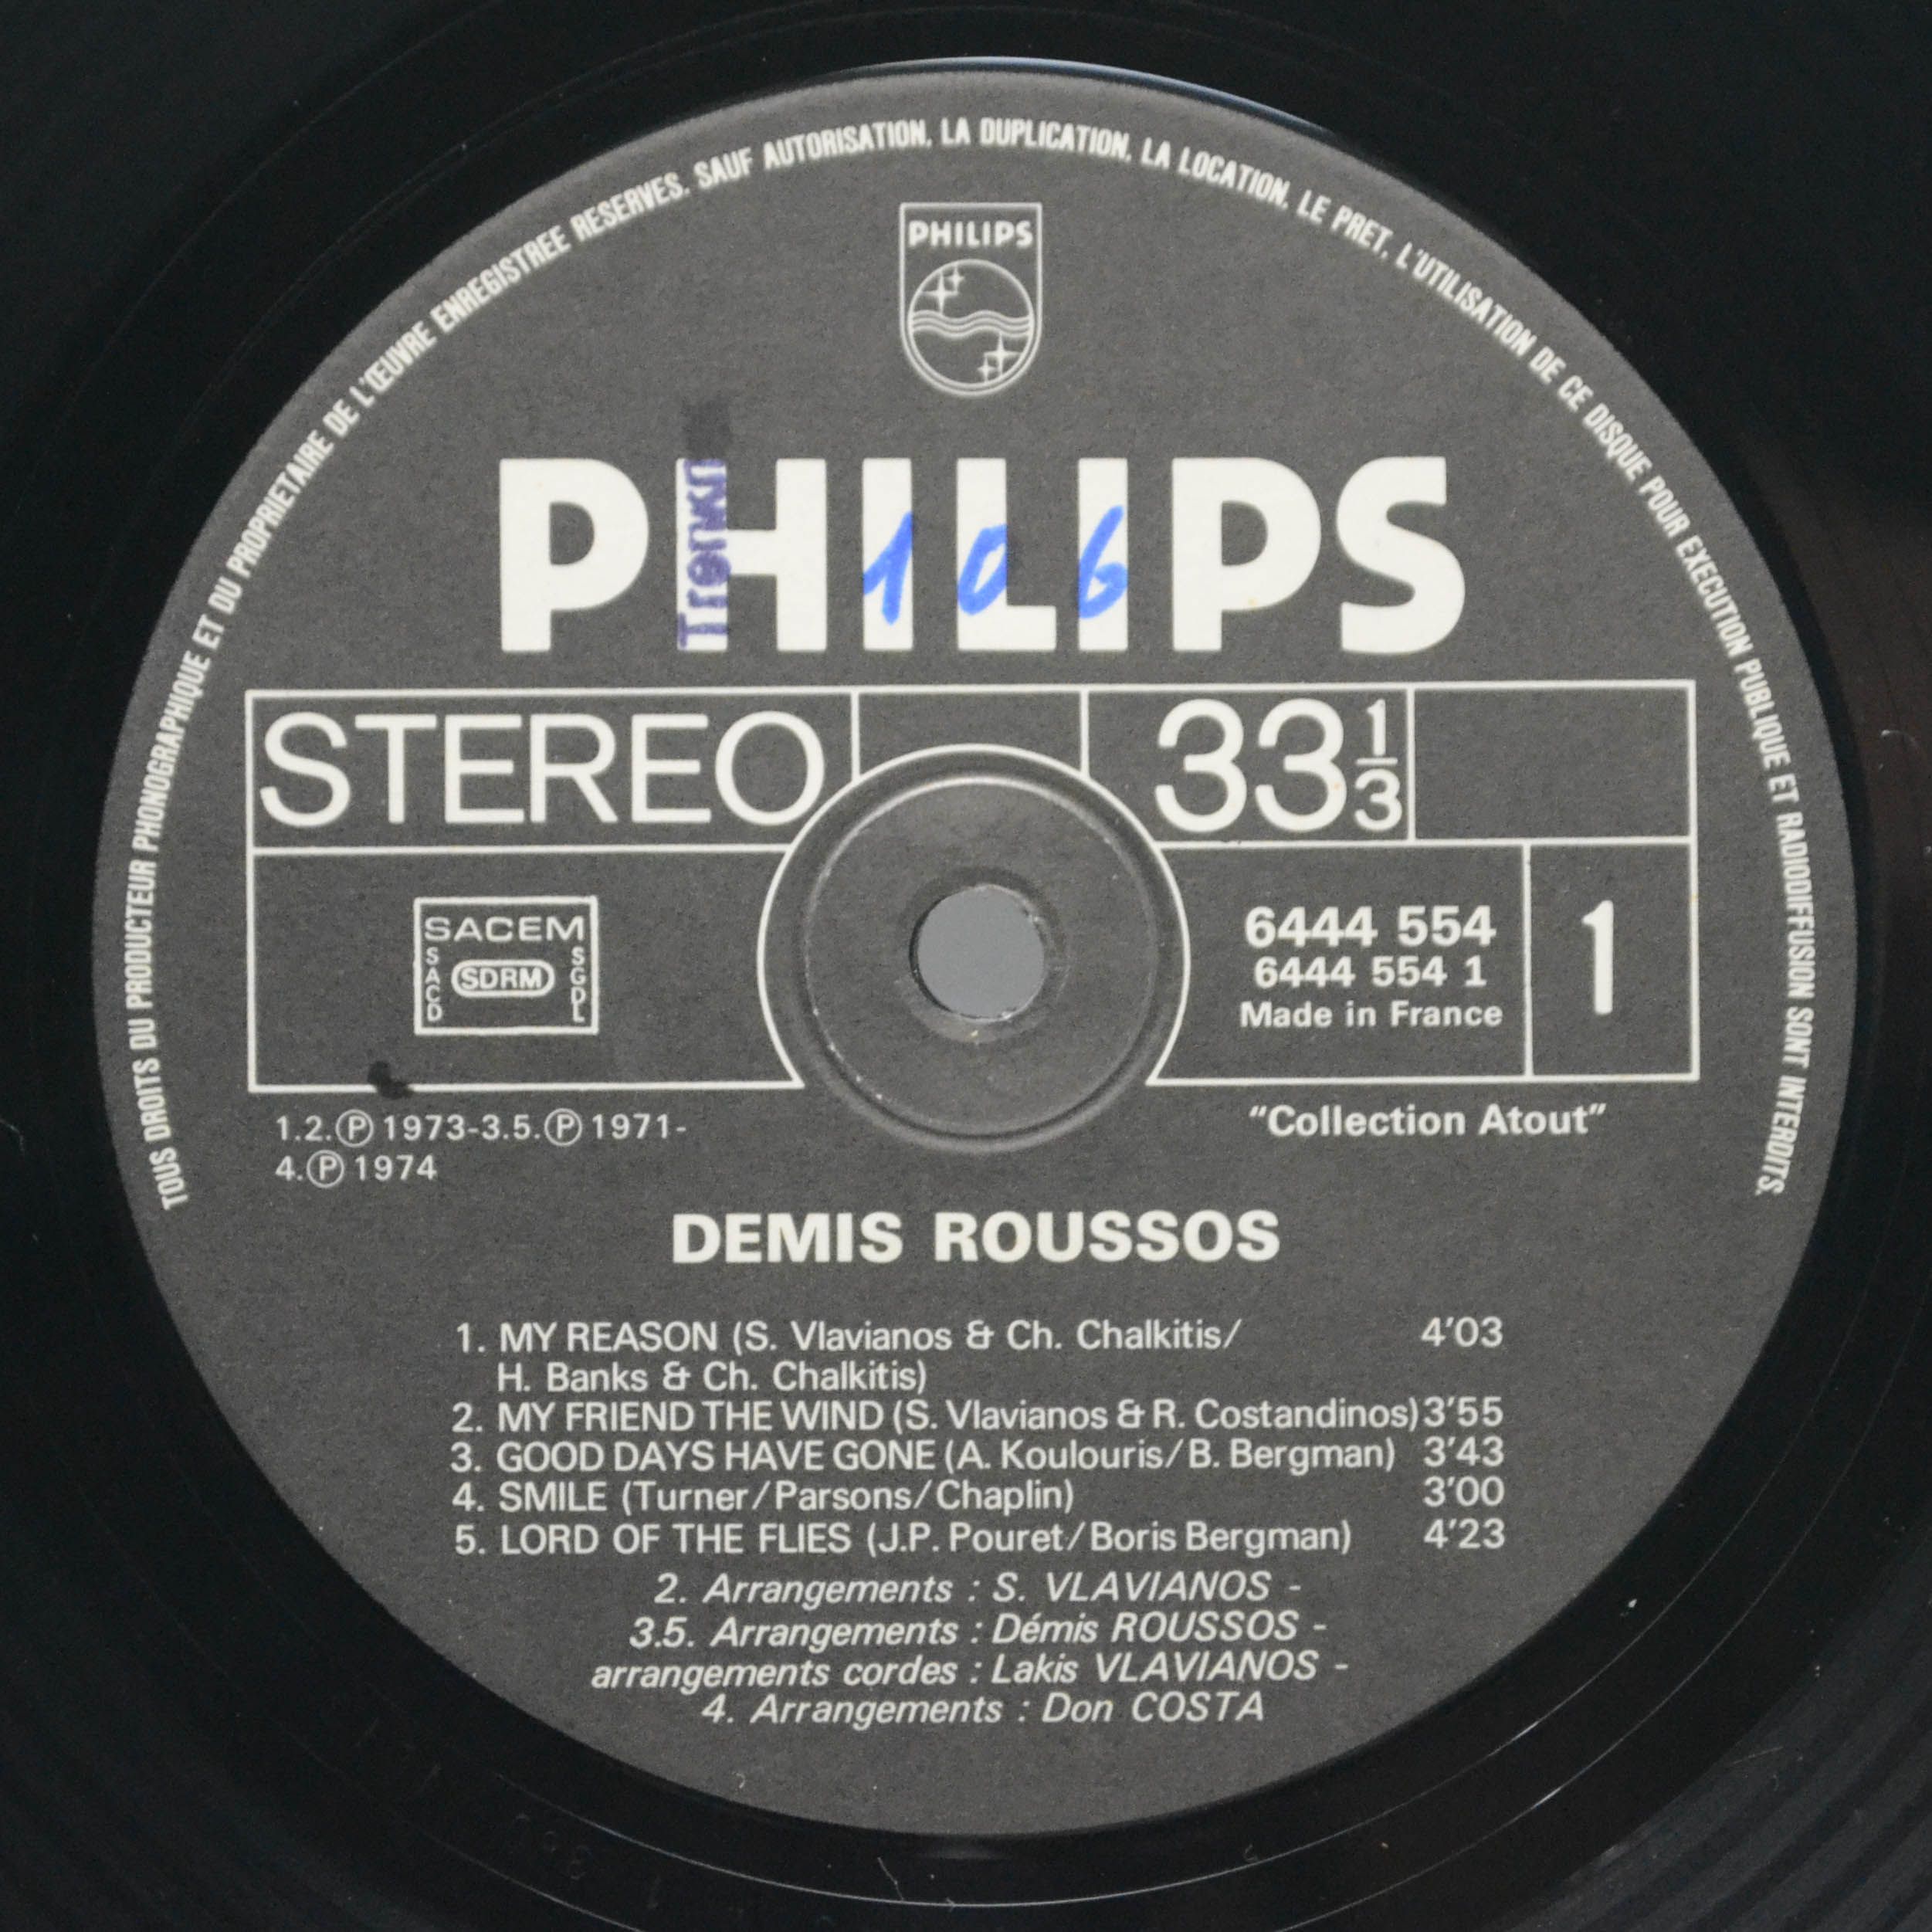 TOUS DROITS DU PRODUCTEUR PHONOGRAPHIQUE ET DU PROPRIETAIRE DE L'ŒUVRE ENREGISTREE RESERVES. SAUF AUTORISATION, LA DUPLICATION, LA LOCATION, LE PRET, L'UTILISATION DE CE DISQUE POUR EXECUTION PUBLIQUE ET RADIODIFFUSION SONT INTERDITS.
PHILIPS
PHILIPS
106
STEREO
33 1/3
SACEM
SACD
SDRM
SGDL
6444 554
6444 554 1
Made in France
1
1.2.Ⓟ1973-3.5.Ⓟ1971-
4.Ⓟ1974
"Collection Atout"
DEMIS ROUSSOS
1. MY REASON (S. Vlavianos & Ch. Chalkitis/ 4'03
H. Banks & Ch. Chalkitis)
2. MY FRIEND THE WIND (S. Vlavianos & R. Costandinos) 3'55
3. GOOD DAYS HAVE GONE (A. Koulouris/B. Bergman) 3'43
4. SMILE (Turner/Parsons/Chaplin) 3'00
5. LORD OF THE FLIES (J.P. Pouret/Boris Bergman) 4'23
2. Arrangements : S. VLAVIANOS -
3.5. Arrangements : Démis ROUSSOS -
arrangements cordes : Lakis VLAVIANOS -
4. Arrangements : Don COSTA